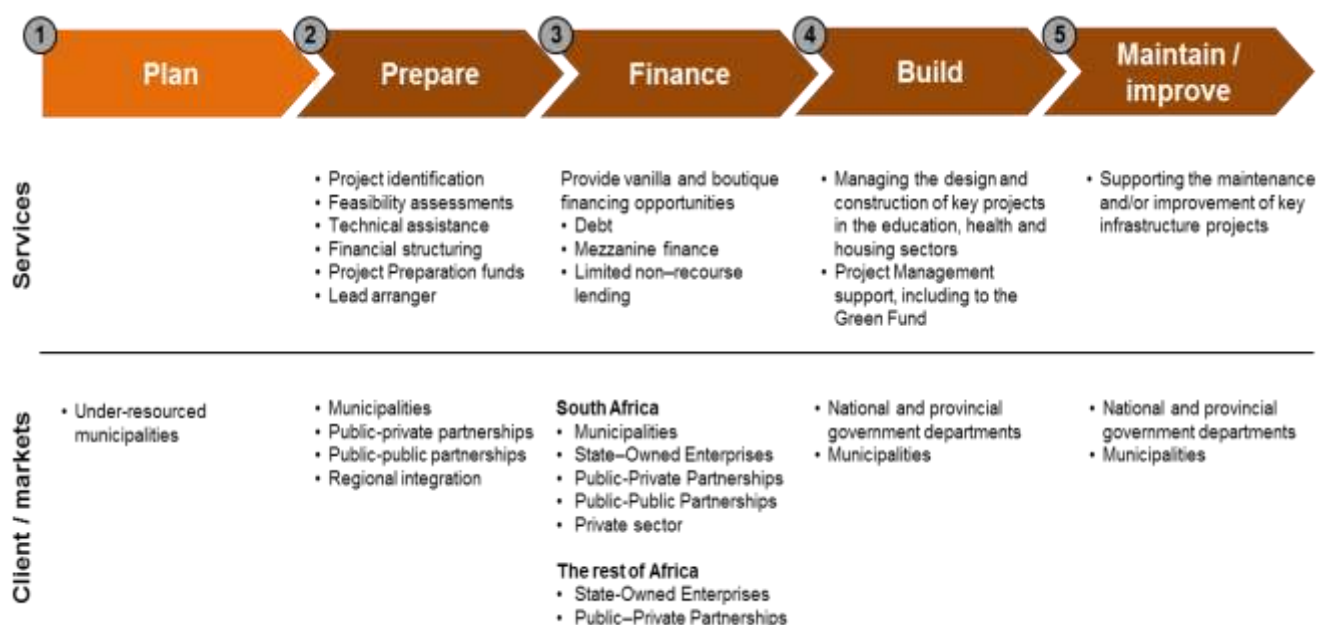 1
Plan
2
Prepare
3
Finance
4
Build
5
Maintain /
improve
Services
• Project identification
• Feasibility assessments
• Technical assistance
• Financial structuring
• Project Preparation funds
• Lead arranger
Provide vanilla and boutique
financing opportunities
• Debt
• Mezzanine finance
• Limited non–recourse
lending
• Managing the design and
construction of key projects
in the education, health and
housing sectors
• Project Management
support, including to the
Green Fund
• Supporting the maintenance
and/or improvement of key
infrastructure projects
Client / markets
• Under-resourced
municipalities
• Municipalities
• Public-private partnerships
• Public-public partnerships
• Regional integration
South Africa
• Municipalities
• State–Owned Enterprises
• Public-Private Partnerships
• Public-Public Partnerships
• Private sector
The rest of Africa
• State-Owned Enterprises
• Public–Private Partnerships
• National and provincial
government departments
• Municipalities
• National and provincial
government departments
• Municipalities